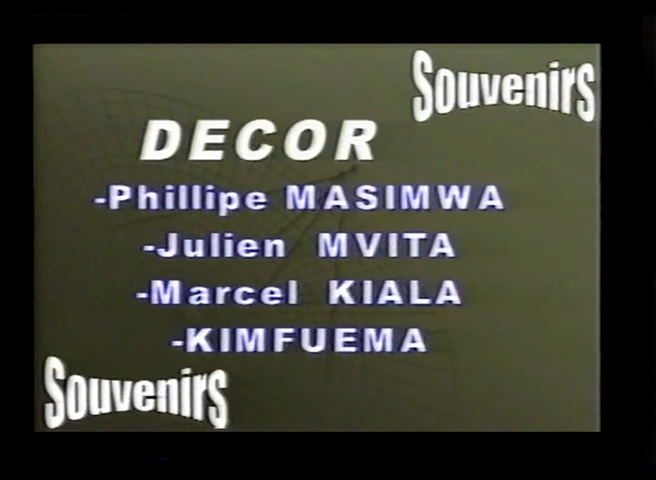 Souvenirs
DECOR
-Phillipe MASIMWA
-Julien MVITA
-Marcel KIALA
-KIMFUEMA
Souvenirs